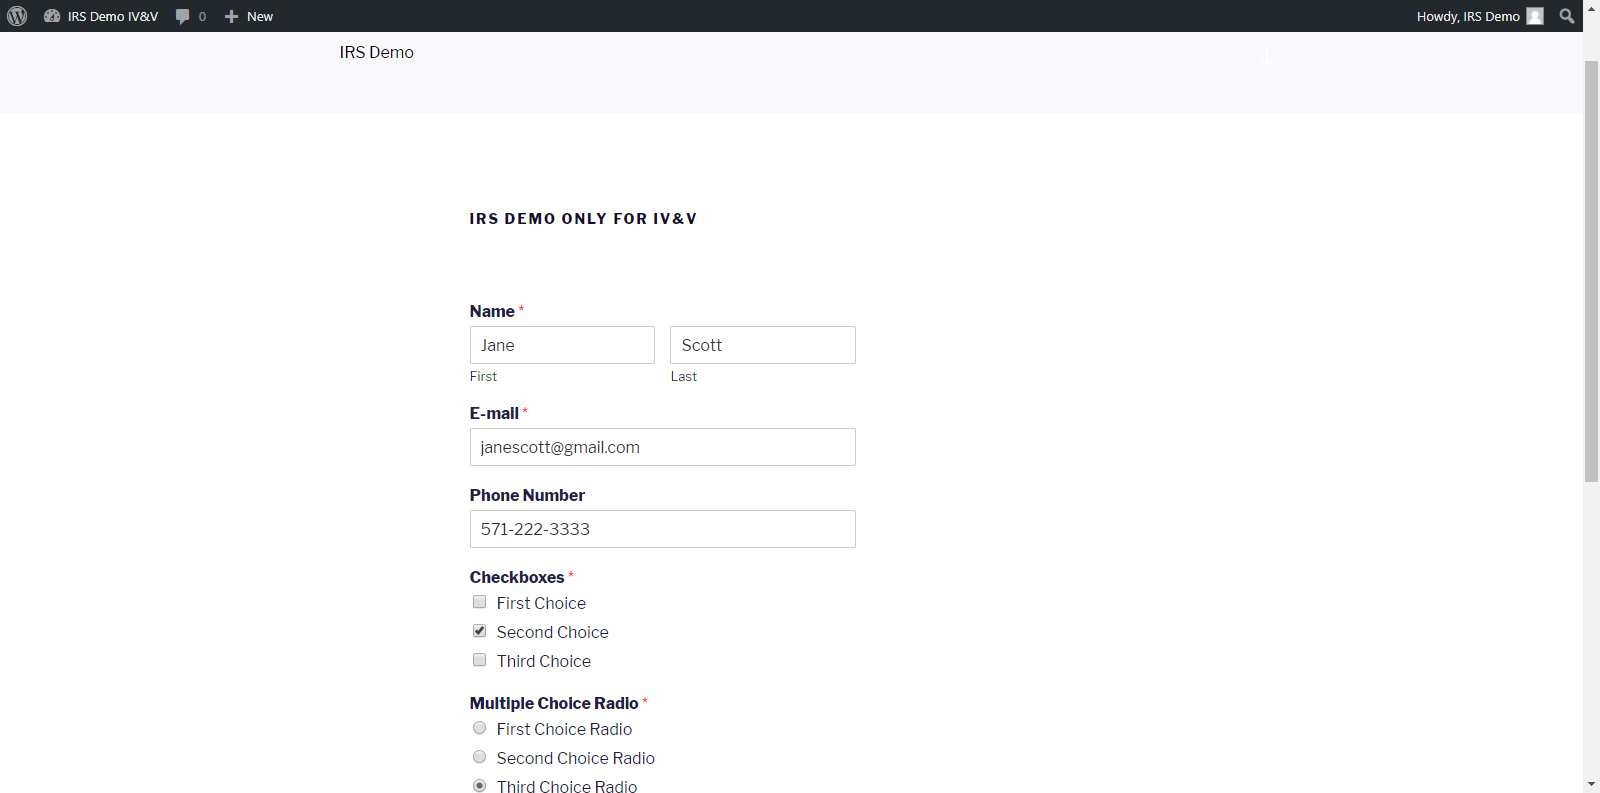 IRS Demo IV&V 0 New Howdy, IRS Demo
IRS Demo
IRS DEMO ONLY FOR IV&V
Name *
Jane Scott
First Last
E-mail *
janescott@gmail.com
Phone Number
571-222-3333
Checkboxes *
First Choice
Second Choice
Third Choice
Multiple Choice Radio *
First Choice Radio
Second Choice Radio
Third Choice Radio